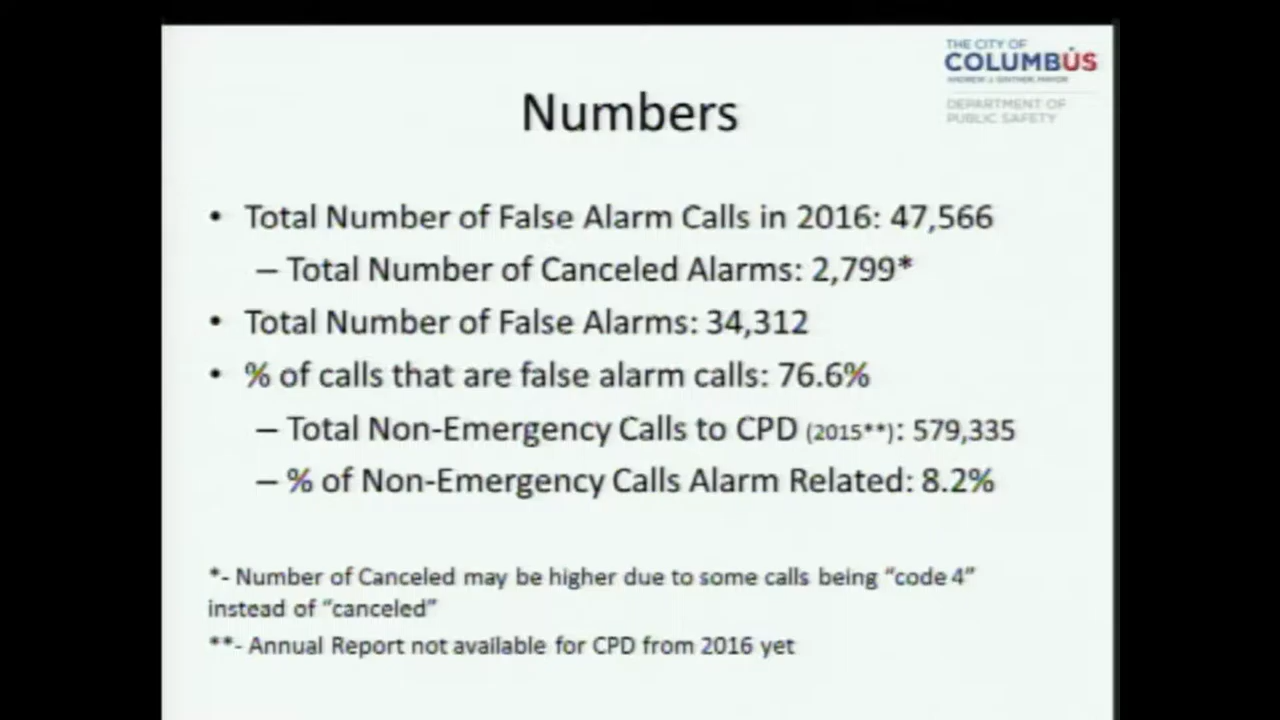 THE CITY OF
COLUMBUS
ANDREW J. GINTHER, MAYOR
DEPARTMENT OF
PUBLIC SAFETY
Numbers
• Total Number of False Alarm Calls in 2016: 47,566
– Total Number of Canceled Alarms: 2,799*
• Total Number of False Alarms: 34,312
• % of calls that are false alarm calls: 76.6%
– Total Non-Emergency Calls to CPD (2015**): 579,335
– % of Non-Emergency Calls Alarm Related: 8.2%
*- Number of Canceled may be higher due to some calls being “code 4”
instead of “canceled”
**- Annual Report not available for CPD from 2016 yet